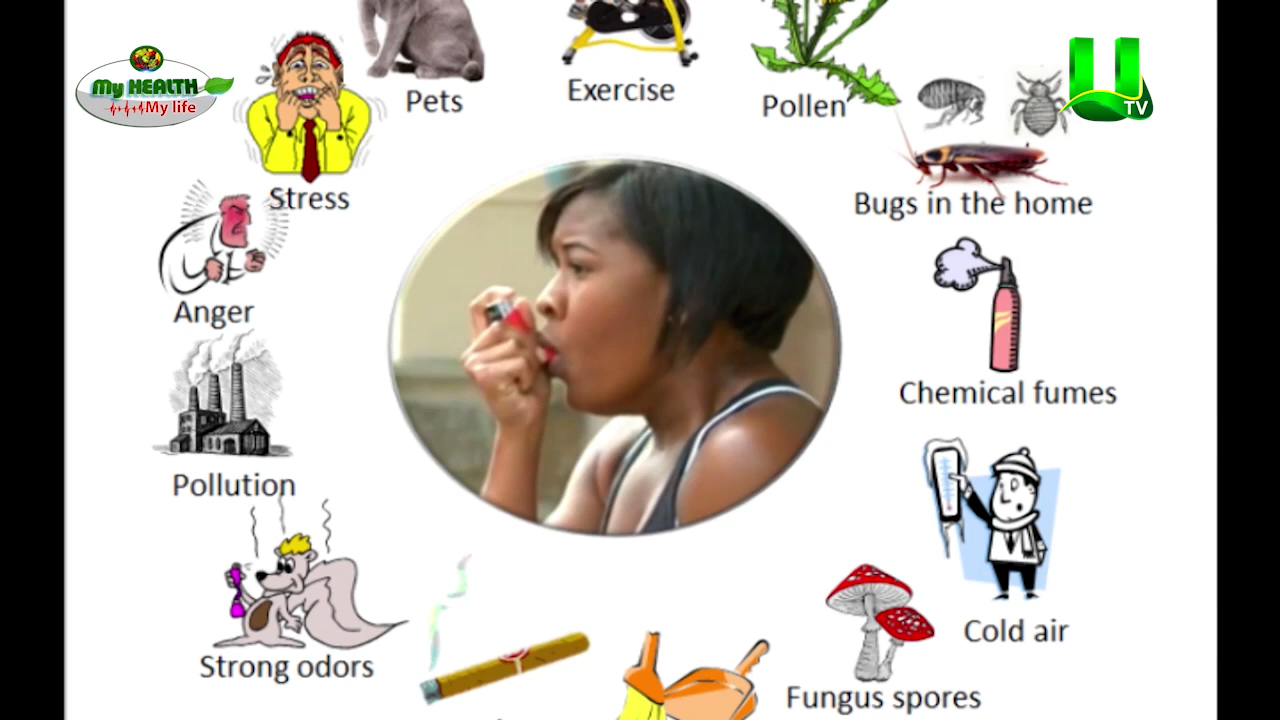 My HEALTH
My life
Pets
Exercise
Pollen
U
TV
Stress
Bugs in the home
Anger
Chemical fumes
Pollution
Cold air
Strong odors
Fungus spores